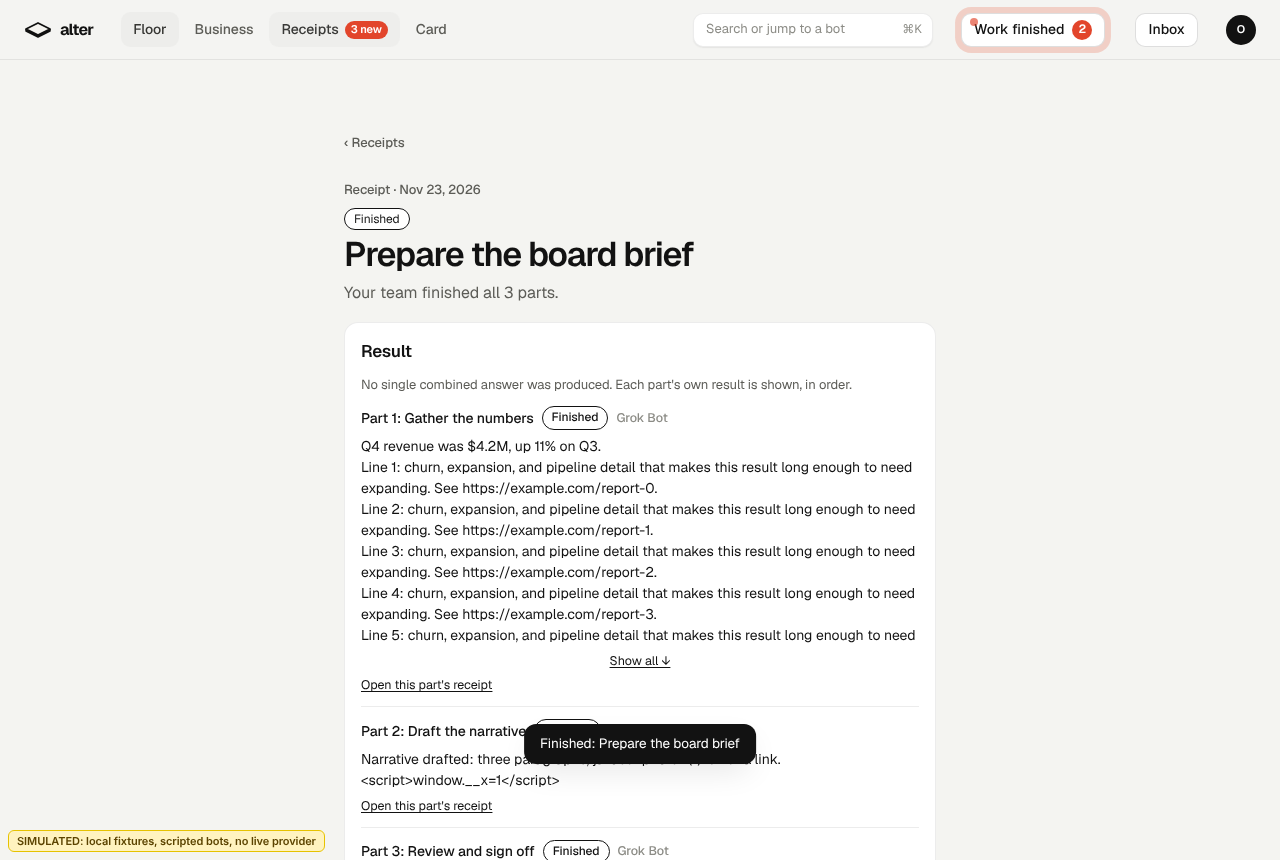 alter
Floor
Business
Receipts 3 new
Card
Search or jump to a bot ⌘K
Work finished 2
Inbox
O
‹ Receipts
Receipt · Nov 23, 2026
Finished
Prepare the board brief
Your team finished all 3 parts.
Result
No single combined answer was produced. Each part's own result is shown, in order.
Part 1: Gather the numbers Finished Grok Bot
Q4 revenue was $4.2M, up 11% on Q3.
Line 1: churn, expansion, and pipeline detail that makes this result long enough to need
expanding. See https://example.com/report-0.
Line 2: churn, expansion, and pipeline detail that makes this result long enough to need
expanding. See https://example.com/report-1.
Line 3: churn, expansion, and pipeline detail that makes this result long enough to need
expanding. See https://example.com/report-2.
Line 4: churn, expansion, and pipeline detail that makes this result long enough to need
expanding. See https://example.com/report-3.
Line 5: churn, expansion, and pipeline detail that makes this result long enough to need
Show all ↓
Open this part's receipt
Part 2: Draft the narrative
Finished: Prepare the board brief
Narrative drafted: three link.
<script>window.__x=1</script>
Open this part's receipt
Part 3: Review and sign off Finished Grok Bot
SIMULATED: local fixtures, scripted bots, no live provider